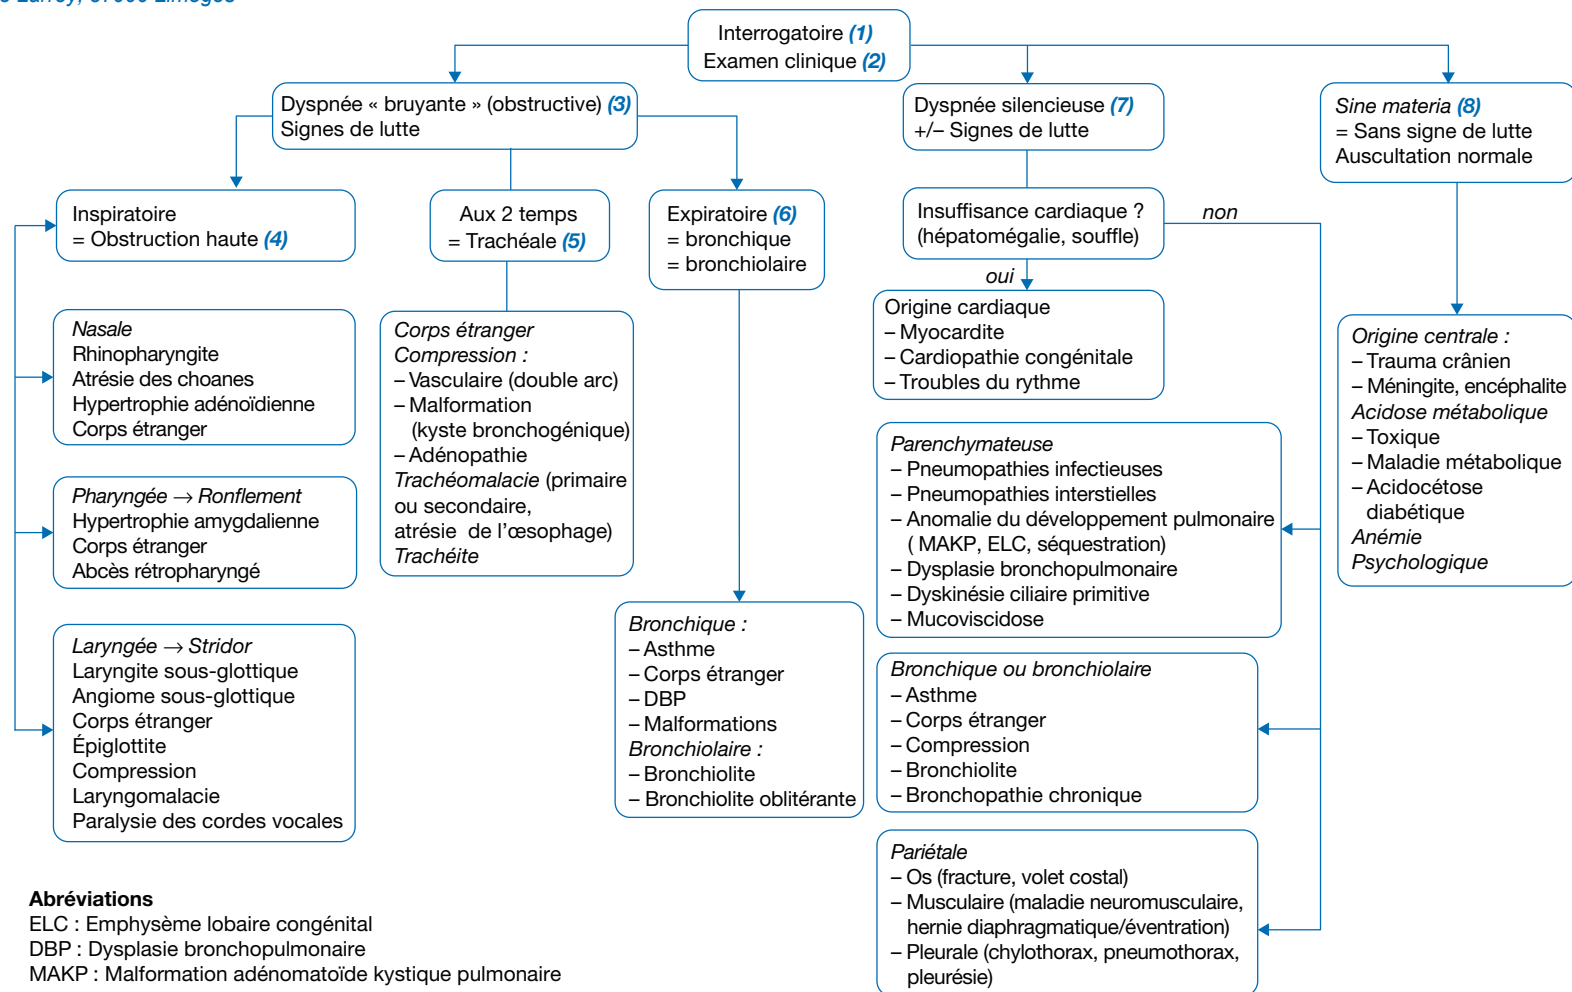 87000 Limoges
Interrogatoire (1)
Examen clinique (2)
Dyspnée « bruyante » (obstructive) (3)
Signes de lutte
Dyspnée silencieuse (7)
+/– Signes de lutte
Sine materia (8)
= Sans signe de lutte
Auscultation normale
Inspiratoire
= Obstruction haute (4)
Aux 2 temps
= Trachéale (5)
Expiratoire (6)
= bronchique
= bronchiolaire
Insuffisance cardiaque ?
(hépatomégalie, souffle)
non
oui
Nasale
Rhinopharyngite
Atrésie des choanes
Hypertrophie adénoïdienne
Corps étranger
Pharyngée → Ronflement
Hypertrophie amygdalienne
Corps étranger
Abcès rétropharyngé
Laryngée → Stridor
Laryngite sous-glottique
Angiome sous-glottique
Corps étranger
Épiglottite
Compression
Laryngomalacie
Paralysie des cordes vocales
Corps étranger
Compression :
– Vasculaire (double arc)
– Malformation
(kyste bronchogénique)
– Adénopathie
Trachéomalacie (primaire
ou secondaire,
atrésie de l'œsophage)
Trachéite
Bronchique :
– Asthme
– Corps étranger
– DBP
– Malformations
Bronchiolaire :
– Bronchiolite
– Bronchiolite oblitérante
Origine cardiaque
– Myocardite
– Cardiopathie congénitale
– Troubles du rythme
Parenchymateuse
– Pneumopathies infectieuses
– Pneumopathies interstielles
– Anomalie du développement pulmonaire
( MAKP, ELC, séquestration)
– Dysplasie bronchopulmonaire
– Dyskinésie ciliaire primitive
– Mucoviscidose
Bronchique ou bronchiolaire
– Asthme
– Corps étranger
– Compression
– Bronchiolite
– Bronchopathie chronique
Pariétale
– Os (fracture, volet costal)
– Musculaire (maladie neuromusculaire,
hernie diaphragmatique/éventration)
– Pleurale (chylothorax, pneumothorax,
pleurésie)
Origine centrale :
– Trauma crânien
– Méningite, encéphalite
Acidose métabolique
– Toxique
– Maladie métabolique
– Acidocétose
diabétique
Anémie
Psychologique
Abréviations
ELC : Emphysème lobaire congénital
DBP : Dysplasie bronchopulmonaire
MAKP : Malformation adénomatoïde kystique pulmonaire